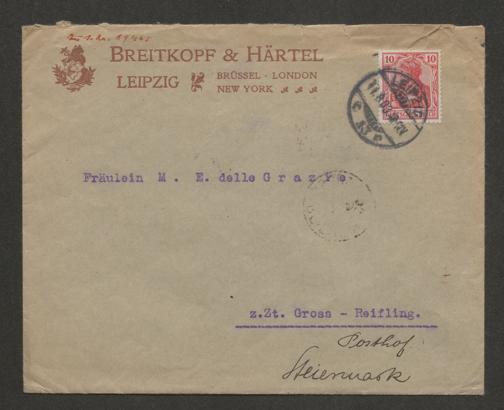 BREITKOPF & HÄRTEL
LEIPZIG
BRÜSSEL · LONDON
NEW YORK
10 10
LEIPZIG
Fräulein M. E. delle Grazie
z.Zt. Gross - Reifling.
Posthof
Steiermark